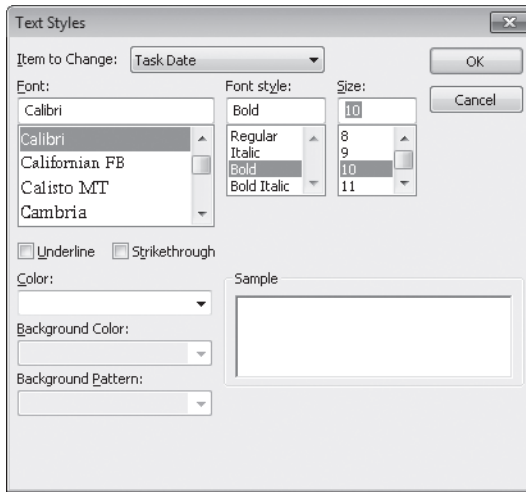 Text Styles
Item to Change: Task Date
OK
Font: Font style: Size:
Calibri Bold 10
Cancel
Calibri Regular 8
Californian FB Italic 9
Calisto MT Bold 10
Cambria Bold Italic 11
Underline Strikethrough
Color: Sample
Background Color:
Background Pattern: